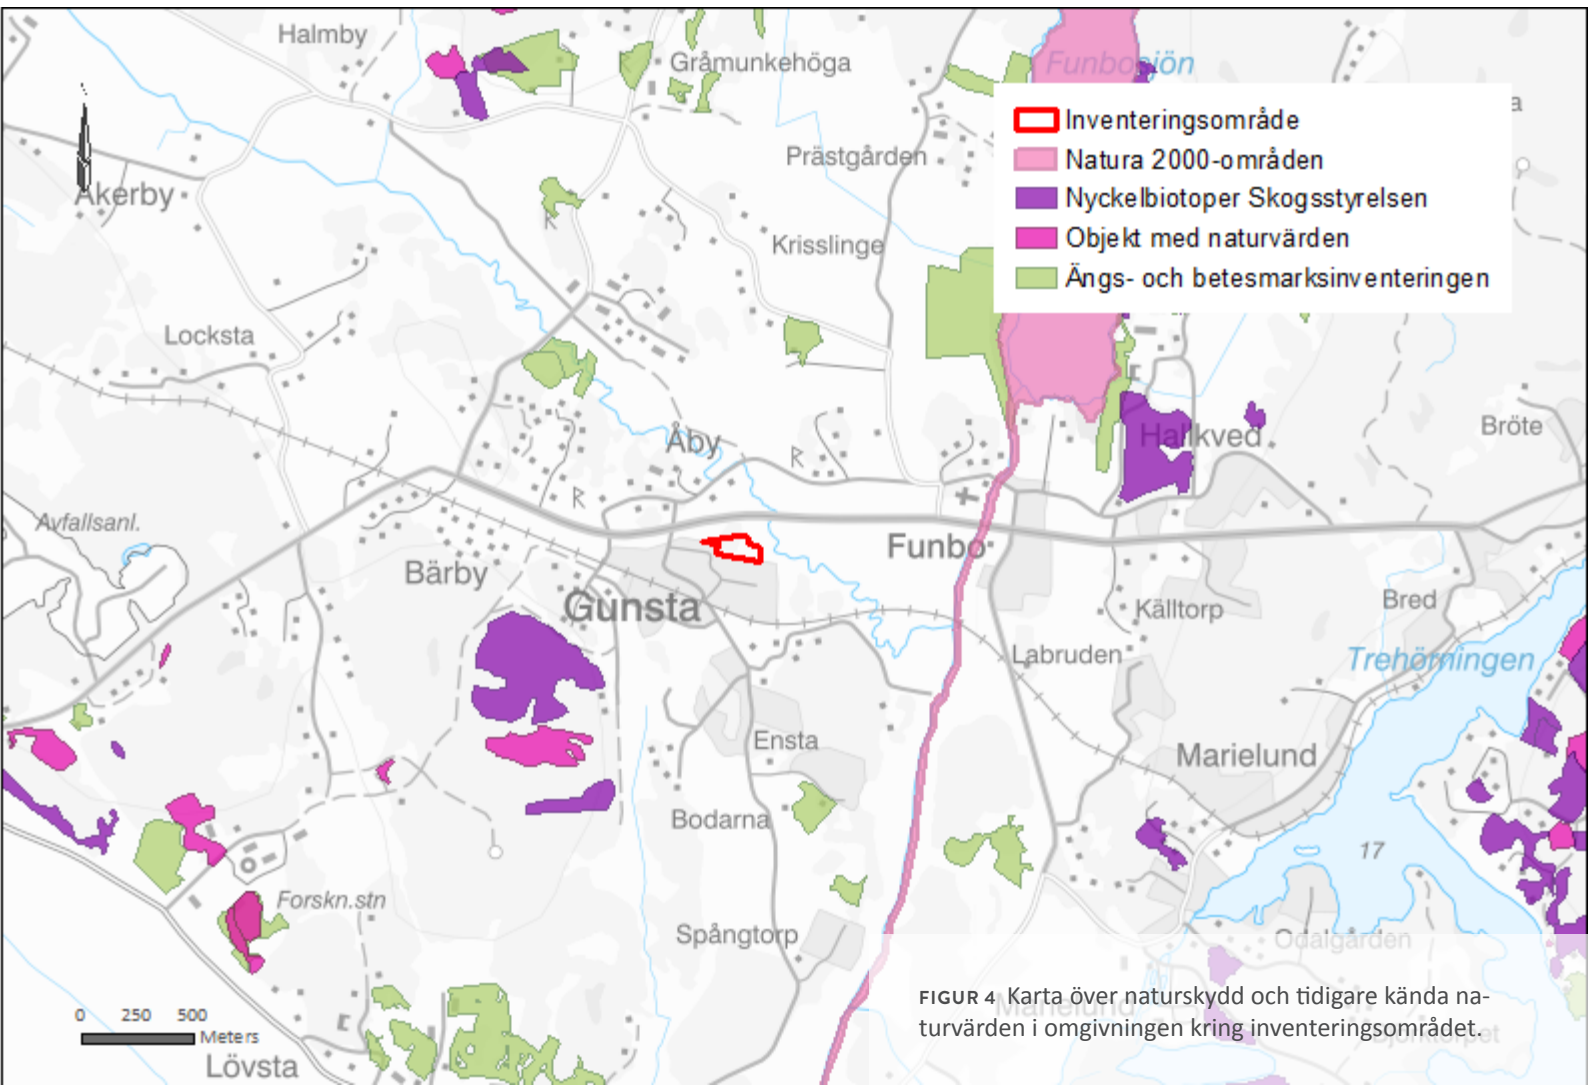 Halmby
Gråmunkehöga
Funbosjön
Inventeringsområde
Natura 2000-områden
Nyckelbiotoper Skogsstyrelsen
Objekt med naturvärden
Ängs- och betesmarksinventeringen
a
Prästgården
Åkerby
Krisslinge
Locksta
Åby
R
R
R
Hallkved
Bröte
Avfallsanl.
Funbo
Bärby
Gunsta
Källtorp
Bred
Labruden
Trehörningen
Ensta
Marielund
Bodarna
17
Forskn.stn
Spångtorp
Odalgården
Marielund
Björktorpet
FIGUR 4 Karta över naturskydd och tidigare kända na-
turvärden i omgivningen kring inventeringsområdet.
0 250 500
Meters
Lövsta